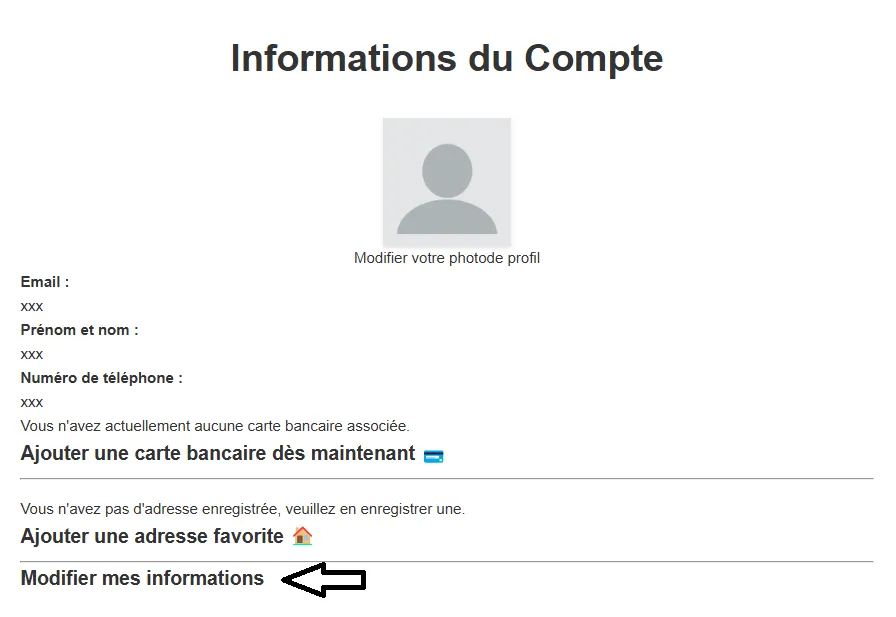 Informations du Compte
Modifier votre photode profil
Email :
xxx
Prénom et nom :
xxx
Numéro de téléphone :
xxx
Vous n'avez actuellement aucune carte bancaire associée.
Ajouter une carte bancaire dès maintenant
Vous n'avez pas d'adresse enregistrée, veuillez en enregistrer une.
Ajouter une adresse favorite
Modifier mes informations